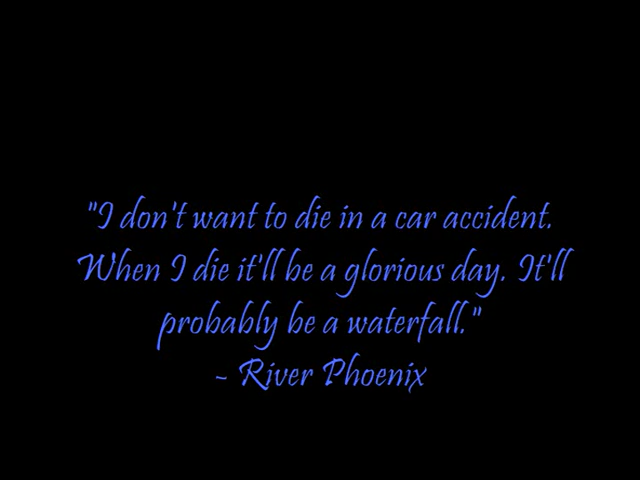 "I don't want to die in a car accident.
When I die it'll be a glorious day. It'll
probably be a waterfall."
~ River Phoenix